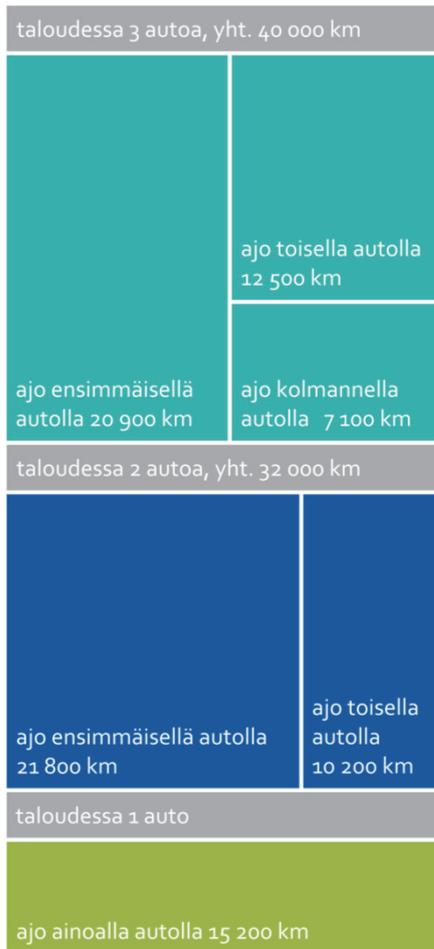 taloudessa 3 autoa, yht. 40 000 km
ajo ensimmäisellä
autolla 20 900 km
ajo toisella autolla
12 500 km
ajo kolmannella
autolla 7 100 km
taloudessa 2 autoa, yht. 32 000 km
ajo ensimmäisellä autolla
21 800 km
ajo toisella
autolla
10 200 km
taloudessa 1 auto
ajo ainoalla autolla 15 200 km